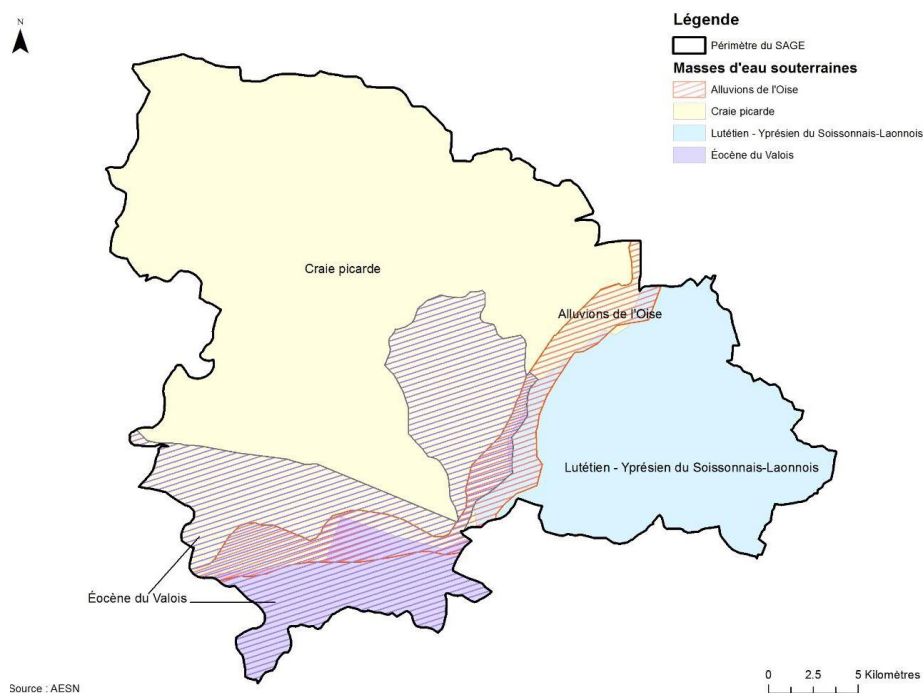 N
Légende
Périmètre du SAGE
Masses d'eau souterraines
Alluvions de l'Oise
Craie picarde
Lutétien - Yprésien du Soissonnais-Laonnois
Éocène du Valois
Craie picarde
Alluvions de l'Oise
Lutétien - Yprésien du Soissonnais-Laonnois
Éocène du Valois
Source : AESN
0 2.5 5 Kilomètres